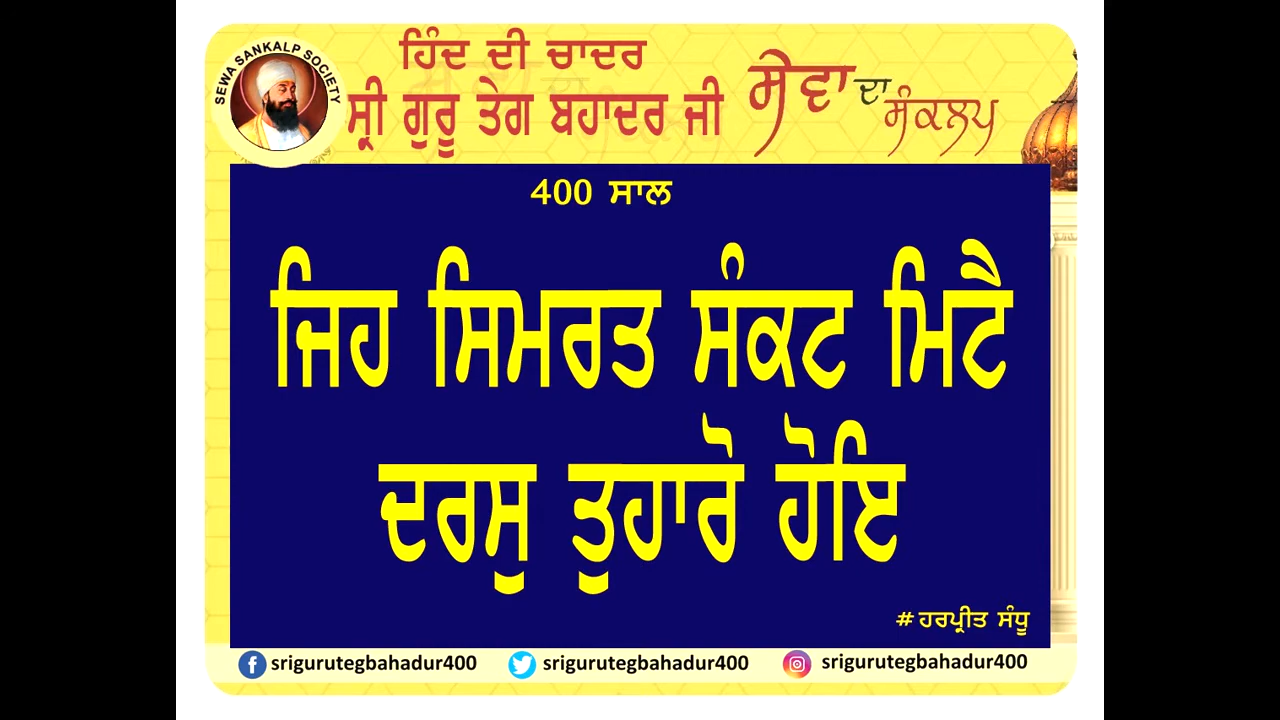 SEWA SANKALP SOCIETY
ਹਿੰਦ ਦੀ ਚਾਦਰ
ਸ੍ਰੀ ਗੁਰੂ ਤੇਗ ਬਹਾਦਰ ਜੀ
ਸੇਵਾ ਦਾ ਸੰਕਲਪ
400 ਸਾਲ
ਜਿਹ ਸਿਮਰਤ ਸੰਕਟ ਮਿਟੈ
ਦਰਸੁ ਤੁਹਾਰੋ ਹੋਇ
#ਹਰਪ੍ਰੀਤ ਸੰਧੂ
srigurutegbahadur400 srigurutegbahadur400 srigurutegbahadur400